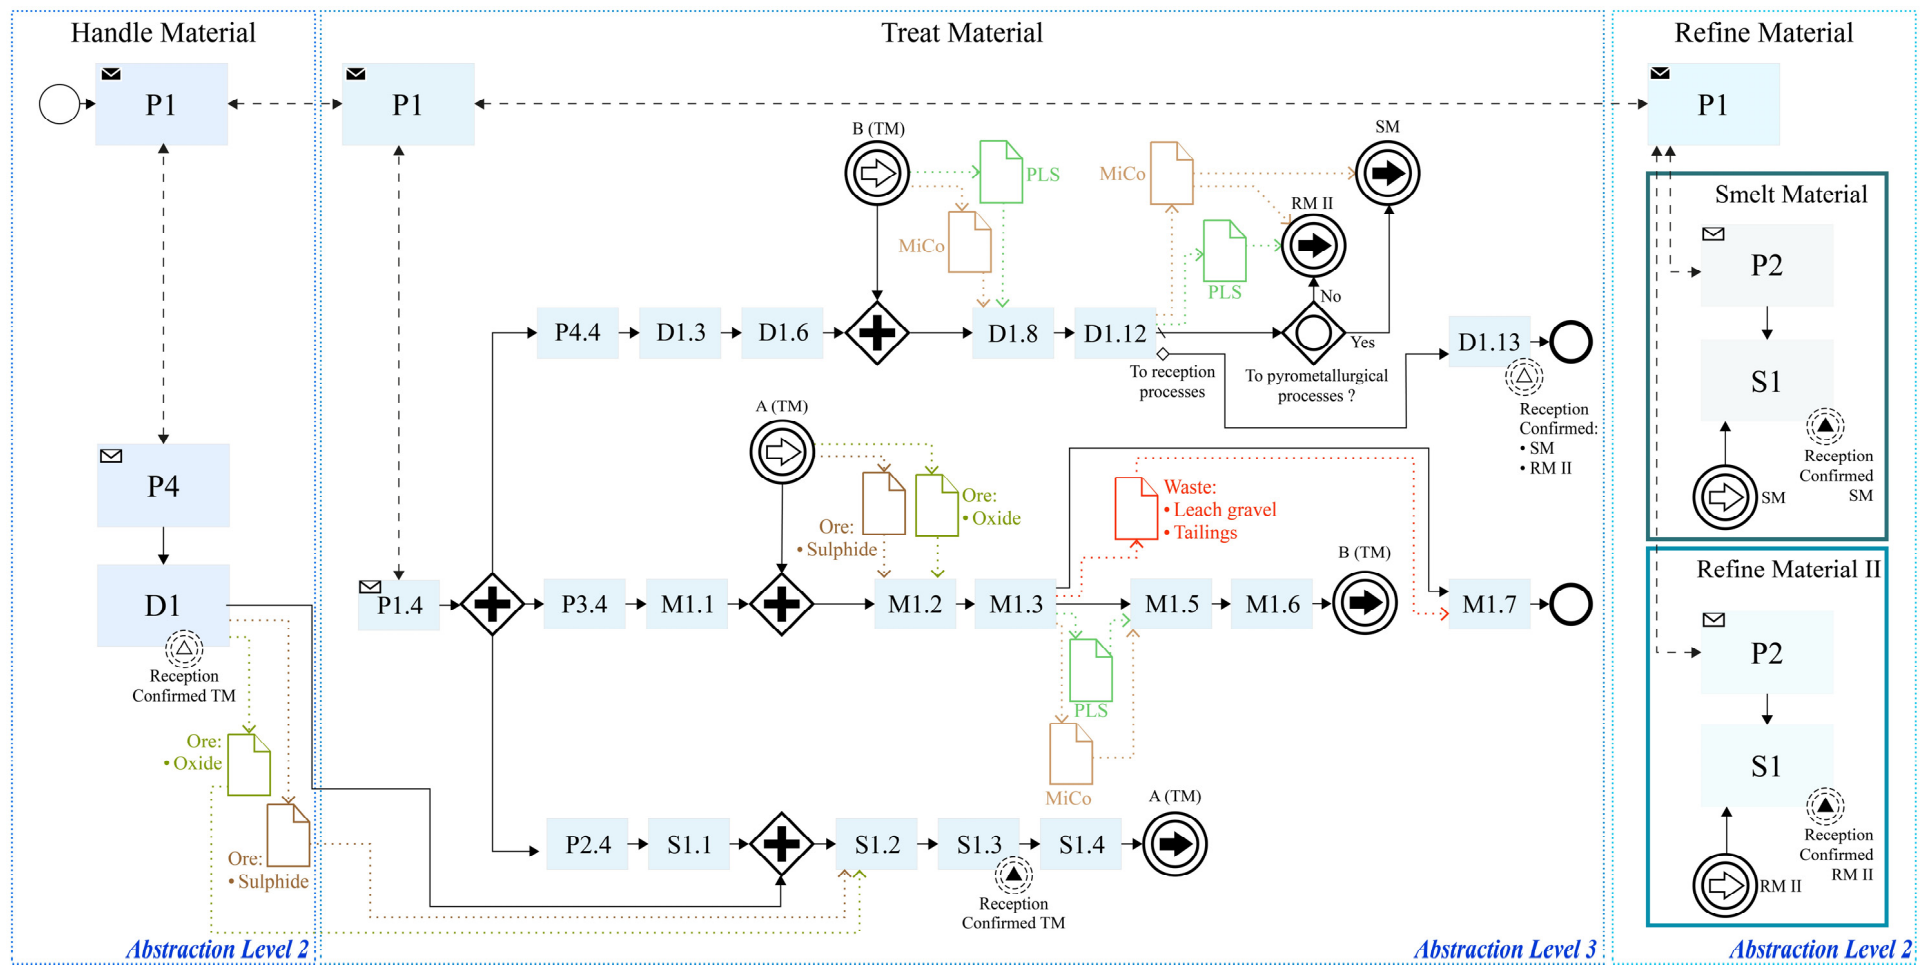 Handle Material
P1
P4
D1
Reception
Confirmed TM
Ore:
• Oxide
Ore:
• Sulphide
Abstraction Level 2
Treat Material
P1
B (TM)
PLS
MiCo
MiCo
PLS
SM
RM II
No
Yes
P4.4
D1.3
D1.6
D1.8
D1.12
To reception
processes
To pyrometallurgical
processes ?
D1.13
Reception
Confirmed:
• SM
• RM II
A (TM)
Ore:
• Sulphide
Ore:
• Oxide
Waste:
• Leach gravel
• Tailings
B (TM)
P1.4
P3.4
M1.1
M1.2
M1.3
M1.5
M1.6
M1.7
PLS
MiCo
A (TM)
P2.4
S1.1
S1.2
S1.3
S1.4
Reception
Confirmed TM
Abstraction Level 3
Refine Material
P1
Smelt Material
P2
S1
Reception
Confirmed
SM
SM
Refine Material II
P2
S1
Reception
Confirmed
RM II
RM II
Abstraction Level 2